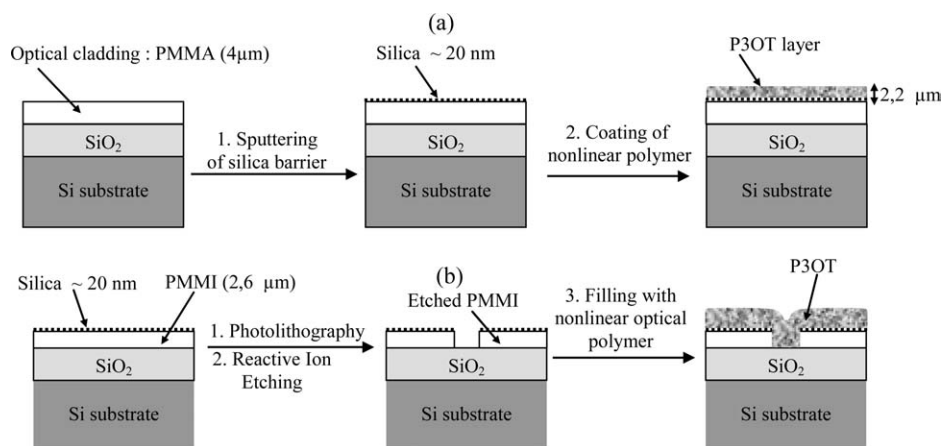 (a)
Optical cladding : PMMA (4µm)
Silica ~ 20 nm
P3OT layer
2,2 µm
SiO2
Si substrate
1. Sputtering
of silica barrier
SiO2
Si substrate
2. Coating of
nonlinear polymer
SiO2
Si substrate
(b)
Silica ~ 20 nm
PMMI (2,6 µm)
Etched PMMI
P3OT
1. Photolithography
2. Reactive Ion
Etching
3. Filling with
nonlinear optical
polymer
SiO2
Si substrate
SiO2
Si substrate
SiO2
Si substrate